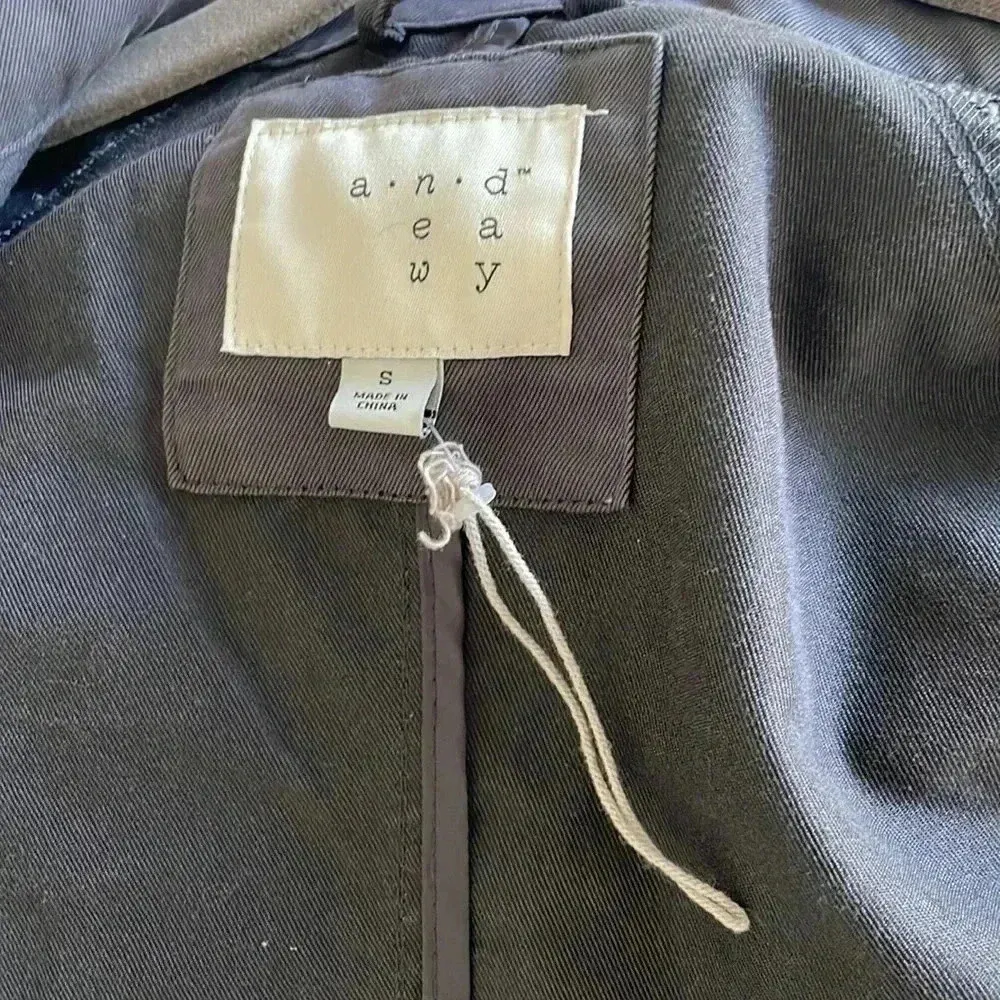 a · n · d™
e a
w y
S
MADE IN
CHINA